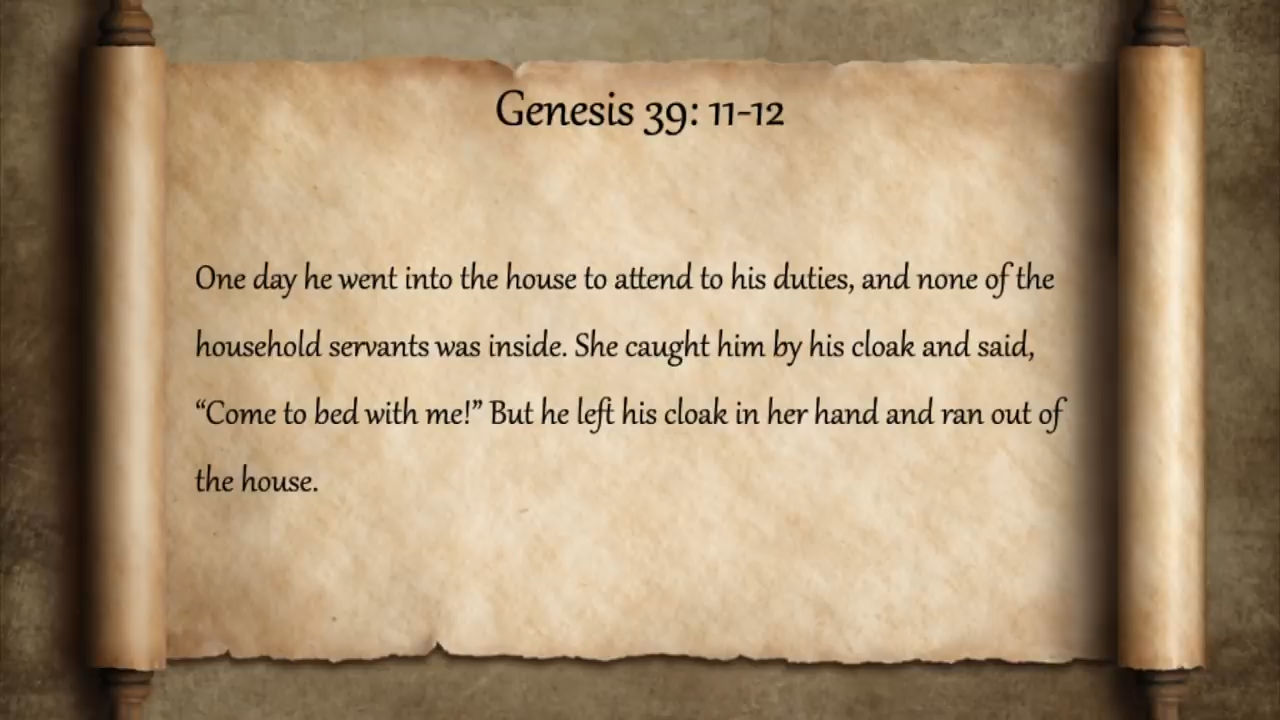 Genesis 39: 11-12
One day he went into the house to attend to his duties, and none of the
household servants was inside. She caught him by his cloak and said,
“Come to bed with me!” But he left his cloak in her hand and ran out of
the house.